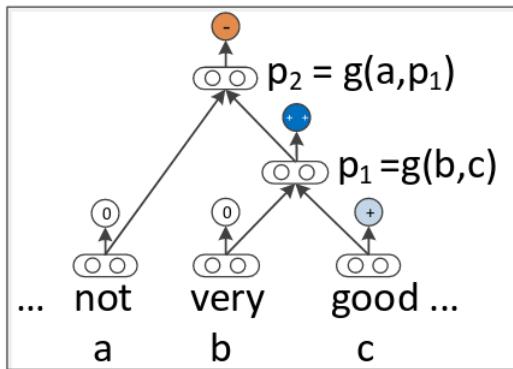 -
p₂ = g(a,p₁)
+ +
p₁ =g(b,c)
0 0 +
... not very good ...
a b c